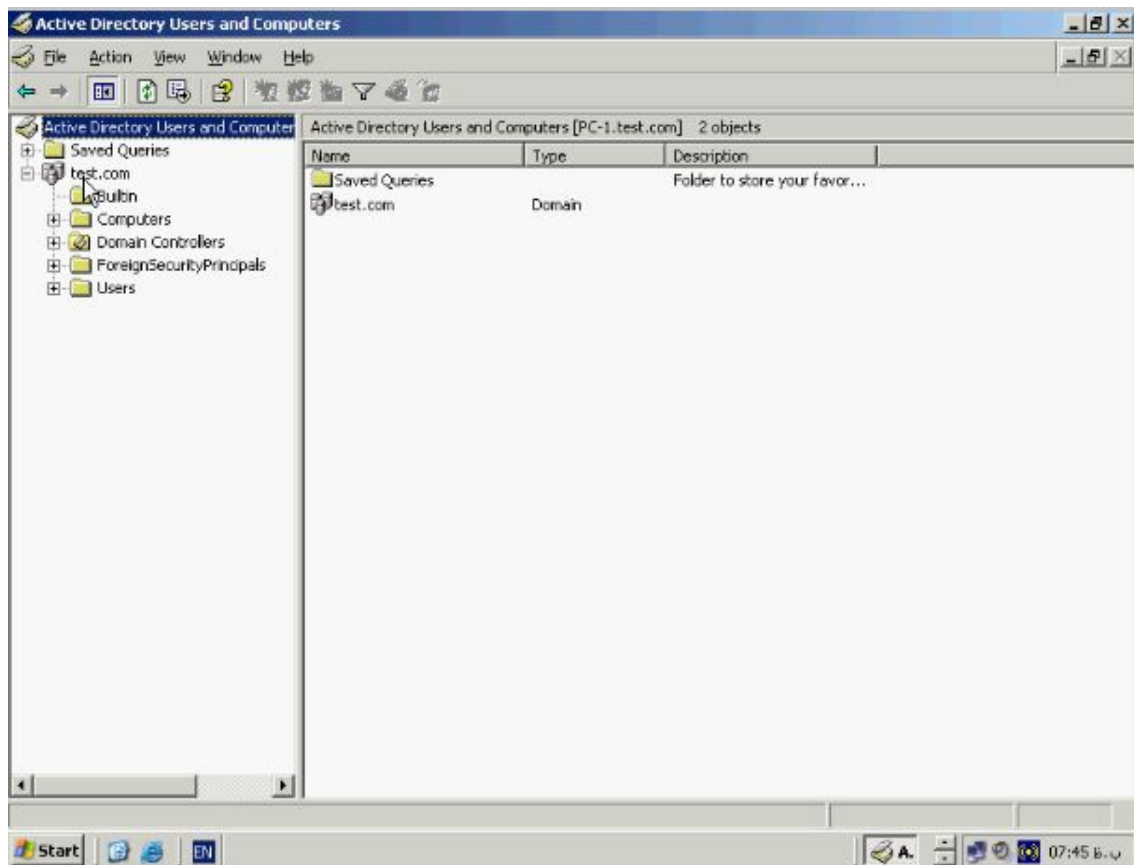 Active Directory Users and Computers
File Action View Window Help
Active Directory Users and Computer
Saved Queries
test.com
Builtin
Computers
Domain Controllers
ForeignSecurityPrincipals
Users
Active Directory Users and Computers [PC-1.test.com] 2 objects
Name Type Description
Saved Queries Folder to store your favor...
test.com Domain
Start EN A. 07:45 ب.ظ